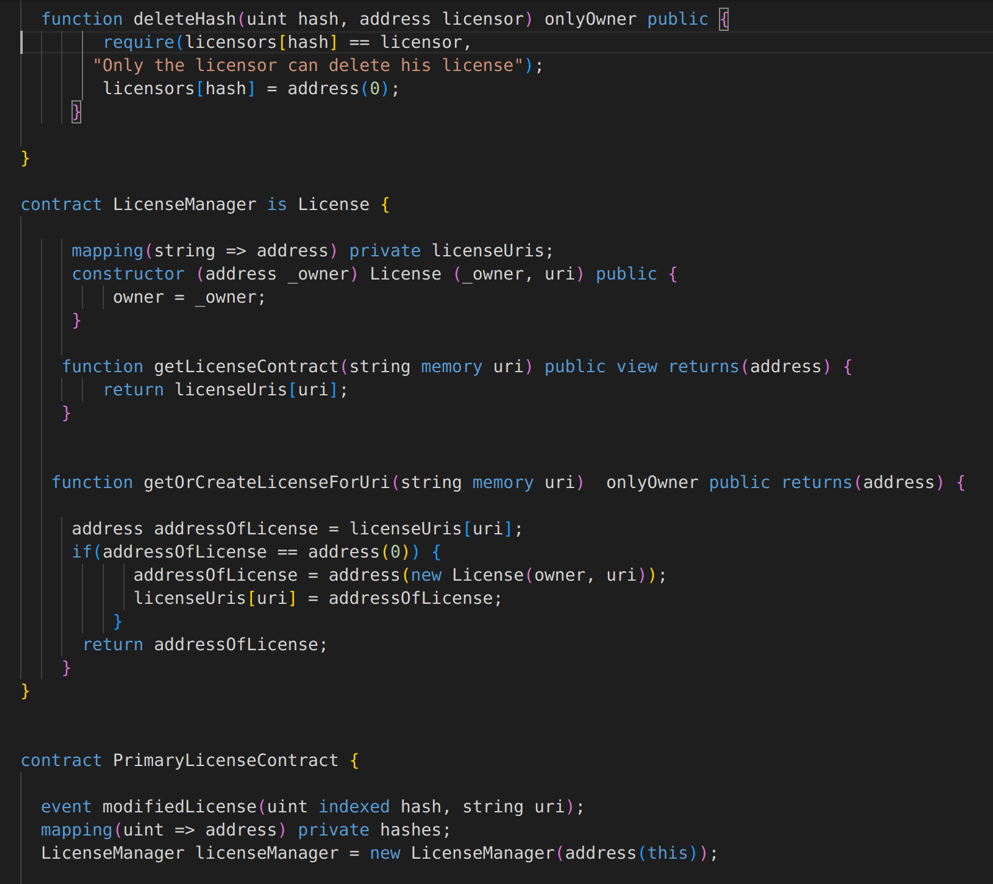 function deleteHash(uint hash, address licensor) onlyOwner public {
require(licensors[hash] == licensor,
"Only the licensor can delete his license");
licensors[hash] = address(0);
}
}
contract LicenseManager is License {
mapping(string => address) private licenseUris;
constructor (address _owner) License (_owner, uri) public {
owner = _owner;
}
function getLicenseContract(string memory uri) public view returns(address) {
return licenseUris[uri];
}
function getOrCreateLicenseForUri(string memory uri)  onlyOwner public returns(address) {
address addressOfLicense = licenseUris[uri];
if(addressOfLicense == address(0)) {
addressOfLicense = address(new License(owner, uri));
licenseUris[uri] = addressOfLicense;
}
return addressOfLicense;
}
}
contract PrimaryLicenseContract {
event modifiedLicense(uint indexed hash, string uri);
mapping(uint => address) private hashes;
LicenseManager licenseManager = new LicenseManager(address(this));